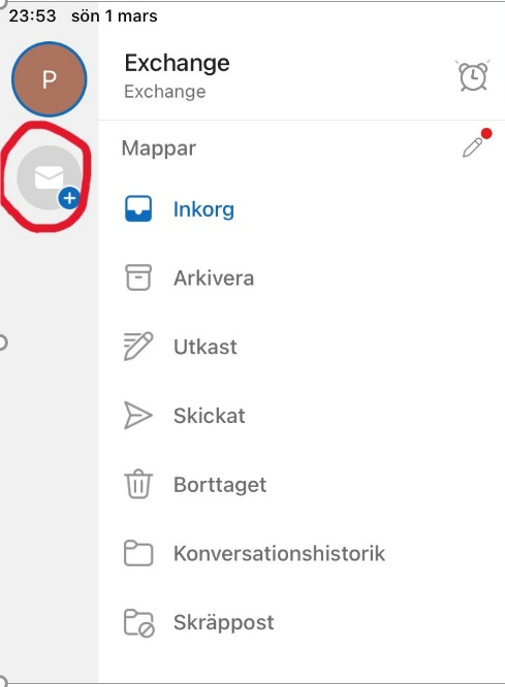 23:53 sön 1 mars
P
Exchange
Exchange
Mappar
Inkorg
Arkivera
Utkast
Skickat
Borttaget
Konversationshistorik
Skräppost